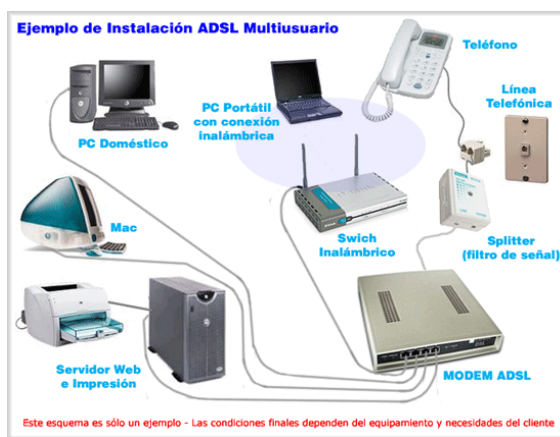 Ejemplo de Instalación ADSL Multiusuario
Teléfono
Línea
Telefónica
PC Portátil
con conexión
inalámbrica
PC Doméstico
Mac
Swich
Inalámbrico
Splitter
(filtro de señal)
Servidor Web
e Impresión
MODEM ADSL
Este esquema es sólo un ejemplo - Las condiciones finales dependen del equipamiento y necesidades del cliente